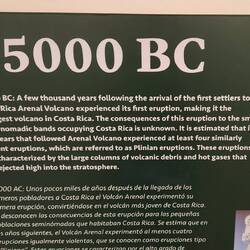 5000 BC
BC: A few thousand years following the arrival of the first settlers to
Rica Arenal Volcano experienced its first eruption, making it the
gest volcano in Costa Rica. The consequences of this eruption to the sm
nomadic bands occupying Costa Rica is unknown. It is estimated that i
ears that followed Arenal Volcano experienced at least four similarly
ent eruptions, which are referred to as Plinian eruptions. These eruptions
characterized by the large columns of volcanic debris and hot gases that
ejected high into the stratosphere.
000 AC: Unos pocos miles de años después de la llegada de los
meros pobladores a Costa Rica el Volcán Arenal experimentó su
mera erupción, convirtiéndose en el volcán más joven de Costa Rica.
desconocen las consecuencias de esta erupción para las pequeñas
oblaciones seminómadas que habitaban Costa Rica. Se estima que en
s años siguientes, el Volcán Arenal experimentó al menos cuatro
rupciones igualmente violentas, que se conocen como erupciones tipo